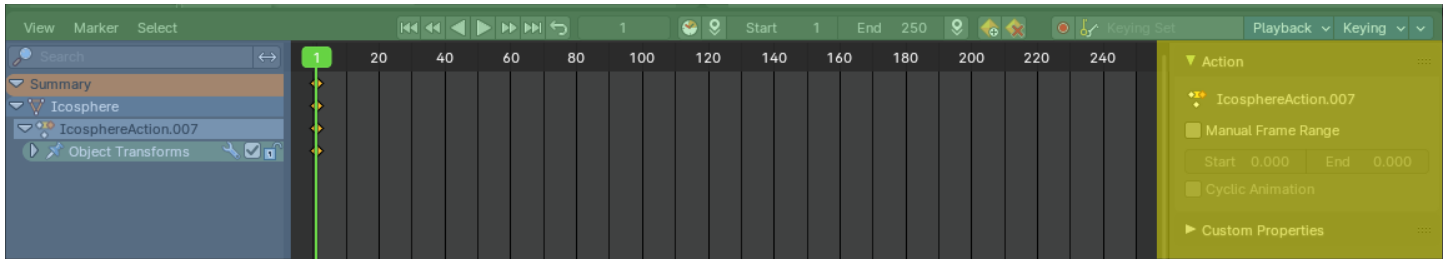 View Marker Select 1 Start 1 End 250 Keying Set Playback Keying
Search 1 20 40 60 80 100 120 140 160 180 200 220 240
Action
Summary
Icosphere
IcosphereAction.007
IcosphereAction.007
Manual Frame Range
Object Transforms
Start 0.000 End 0.000
Cyclic Animation
Custom Properties